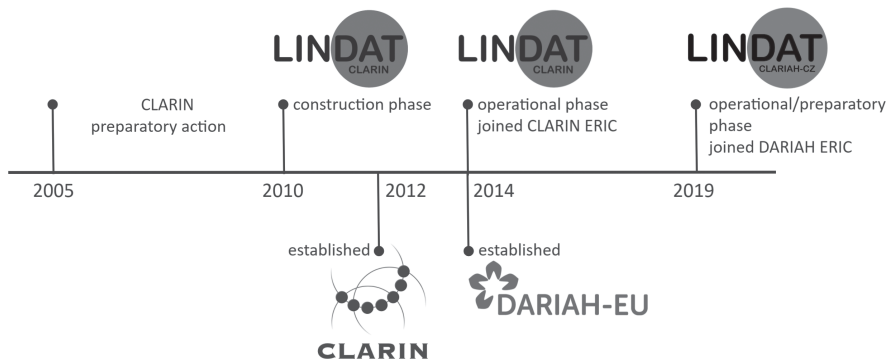 LINDAT
CLARIN
LINDAT
CLARIN
LINDAT
CLARIAH-CZ
CLARIN
preparatory action
construction phase
operational phase
joined CLARIN ERIC
operational/preparatory
phase
joined DARIAH ERIC
2005
2010
2012
2014
2019
established
established
CLARIN
DARIAH-EU